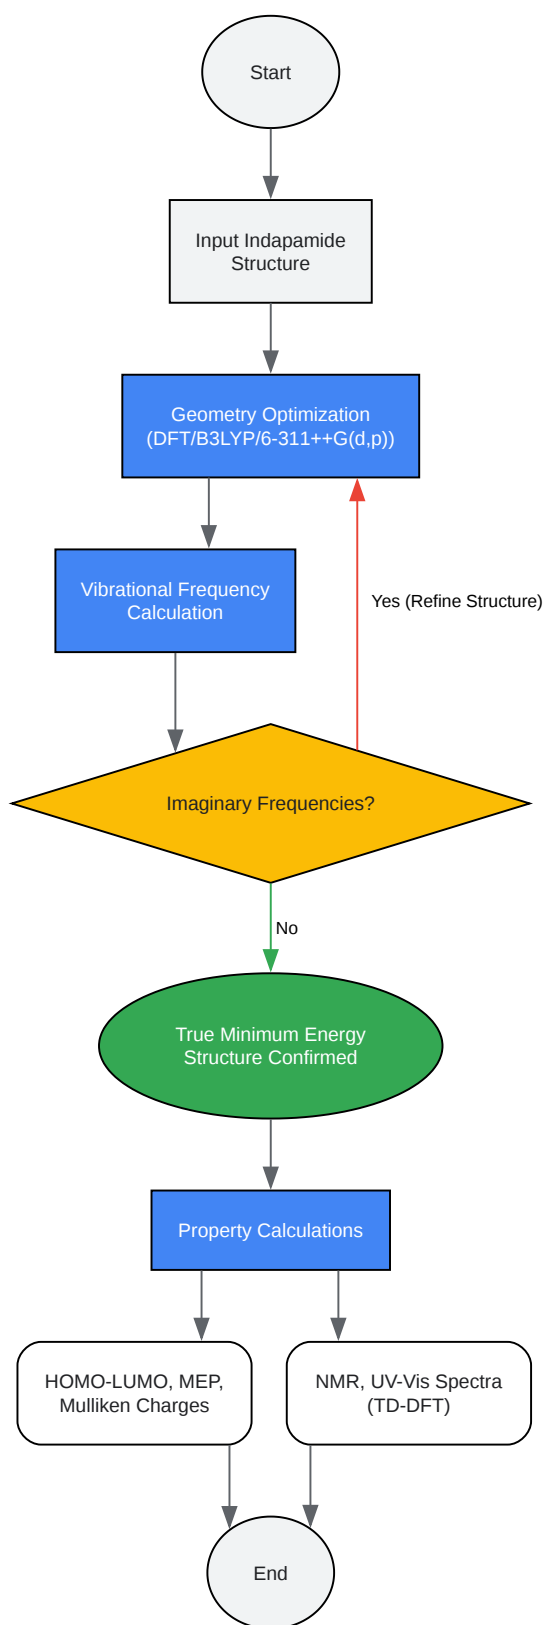 Start
Input Indapamide
Structure
Geometry Optimization
(DFT/B3LYP/6-311++G(d,p))
Vibrational Frequency
Calculation
Yes (Refine Structure)
Imaginary Frequencies?
No
True Minimum Energy
Structure Confirmed
Property Calculations
HOMO-LUMO, MEP,
Mulliken Charges
NMR, UV-Vis Spectra
(TD-DFT)
End